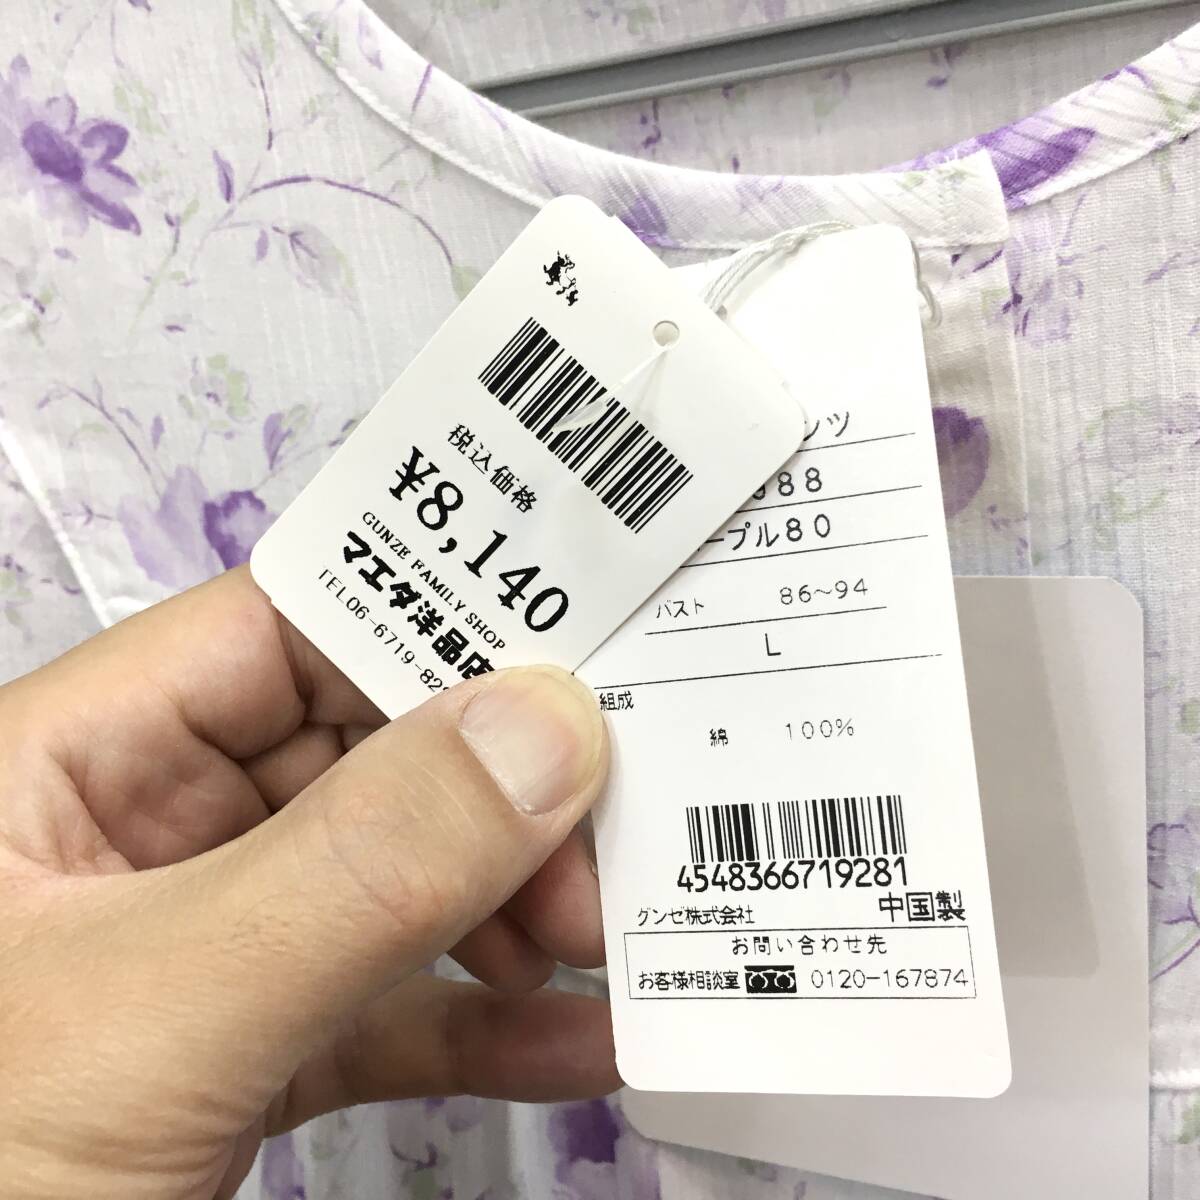 税込価格
¥8,140
GUNZE FAMILY SHOP
マエダ洋品店
TEL06-6719-82
ンツ
988
ープル80
バスト 86~94
L
組成
綿 100%
4548366719281
グンゼ株式会社 中国製
お問い合わせ先
お客様相談室 0120-167874